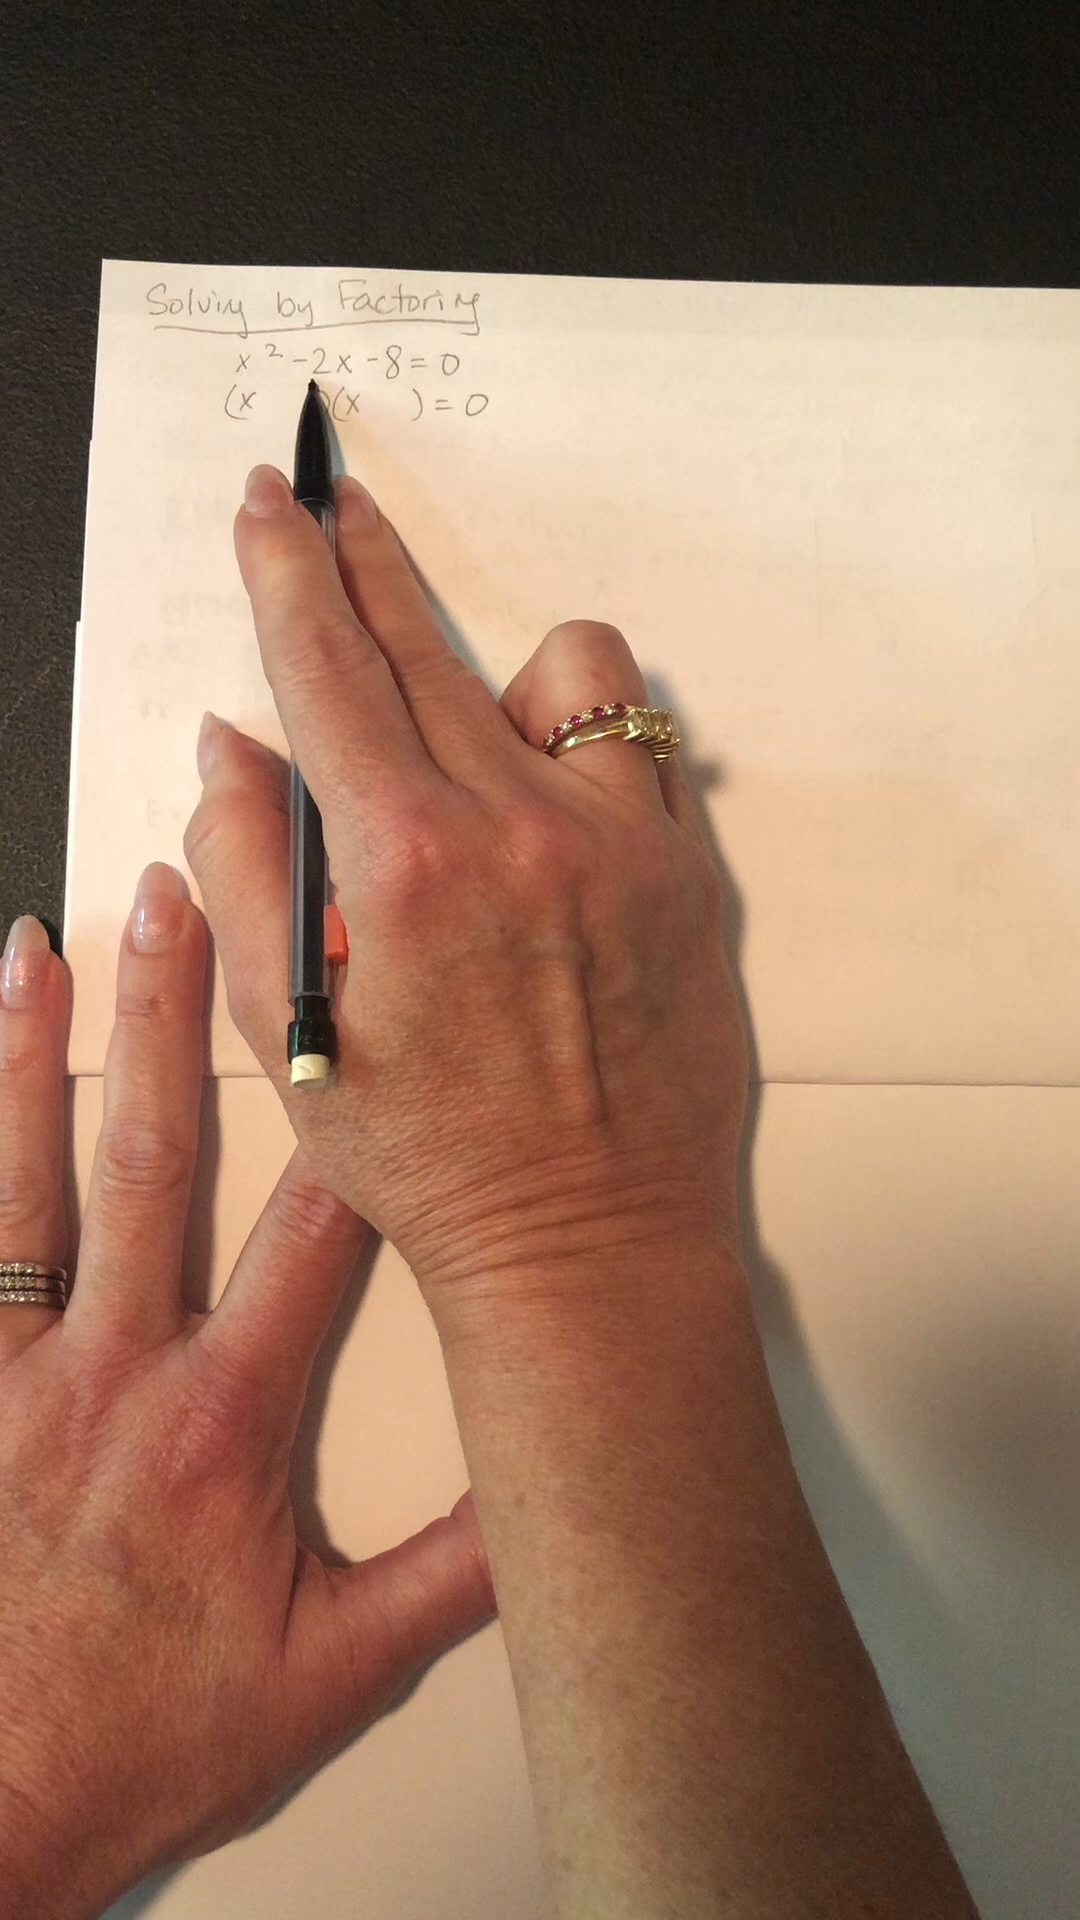 Solving by Factoring
x² -2x -8 = 0
(x )(x ) = 0